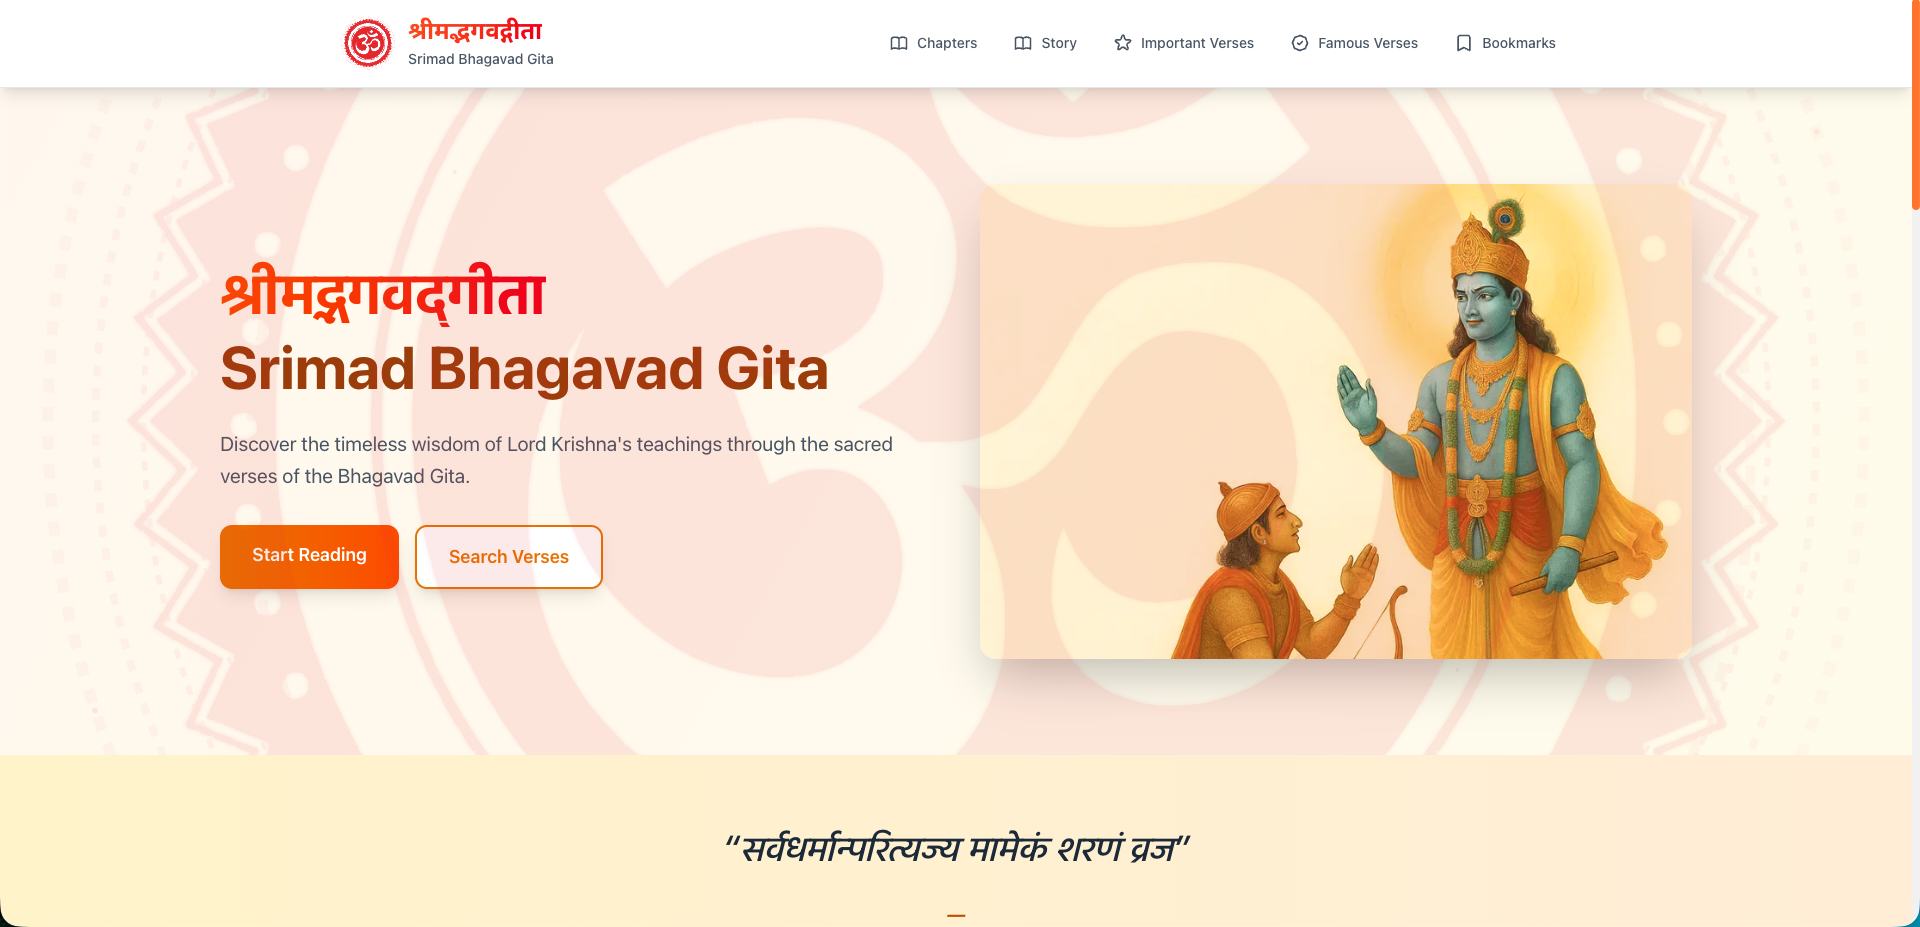 श्रीमद्भगवद्गीता
Srimad Bhagavad Gita
Chapters
Story
Important Verses
Famous Verses
Bookmarks
श्रीमद्भगवद्‌गीता
Srimad Bhagavad Gita
Discover the timeless wisdom of Lord Krishna's teachings through the sacred
verses of the Bhagavad Gita.
Start Reading
Search Verses
“सर्वधर्मान्परित्यज्य मामेकं शरणं व्रज”
—